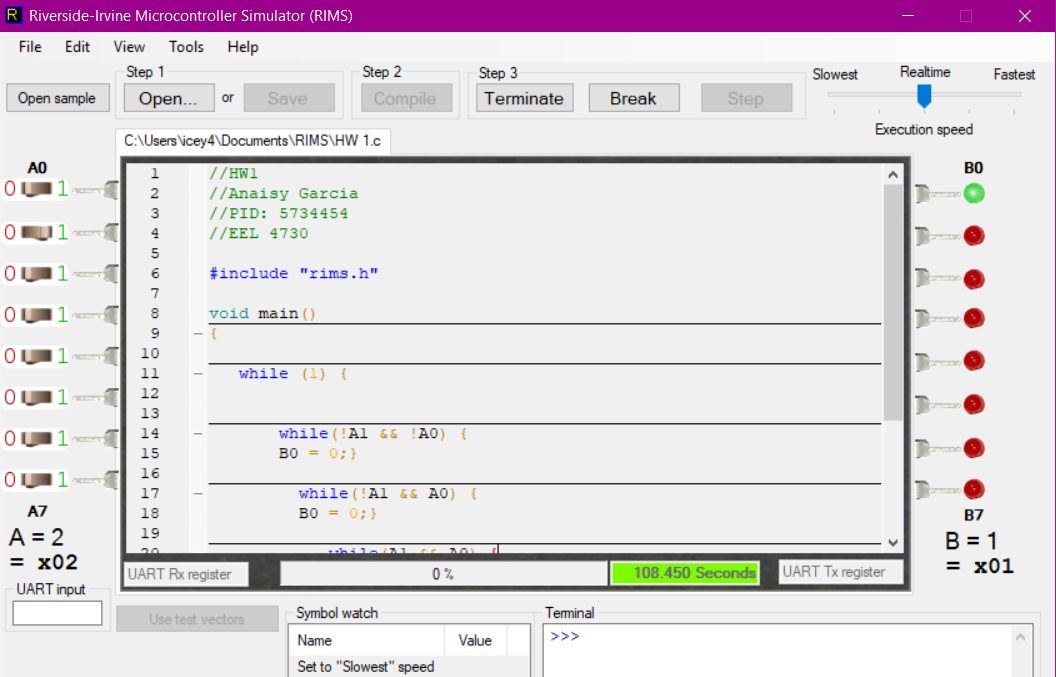 R Riverside-Irvine Microcontroller Simulator (RIMS)
File Edit View Tools Help
Step 1 Step 2 Step 3 Slowest Realtime Fastest
Open sample Open... or Save Compile Terminate Break Step
Execution speed
C:\Users\icey4\Documents\RIMS\HW 1.c
A0
0 1
0 1
0 1
0 1
0 1
0 1
0 1
0 1
A7
A = 2
= x02
1 //HW1
2 //Anaisy Garcia
3 //PID: 5734454
4 //EEL 4730
5
6 #include "rims.h"
7
8 void main()
9 {
10
11 while (1) {
12
13
14 while(!A1 && !A0) {
15 B0 = 0;}
16
17 while(!A1 && A0) {
18 B0 = 0;}
19
20 while(A1 && A0) {
B0
B7
B = 1
= x01
UART Rx register 0 % 108.450 Seconds UART Tx register
UART input
Use test vectors
Symbol watch
Name Value
Set to "Slowest" speed
Terminal
>>>